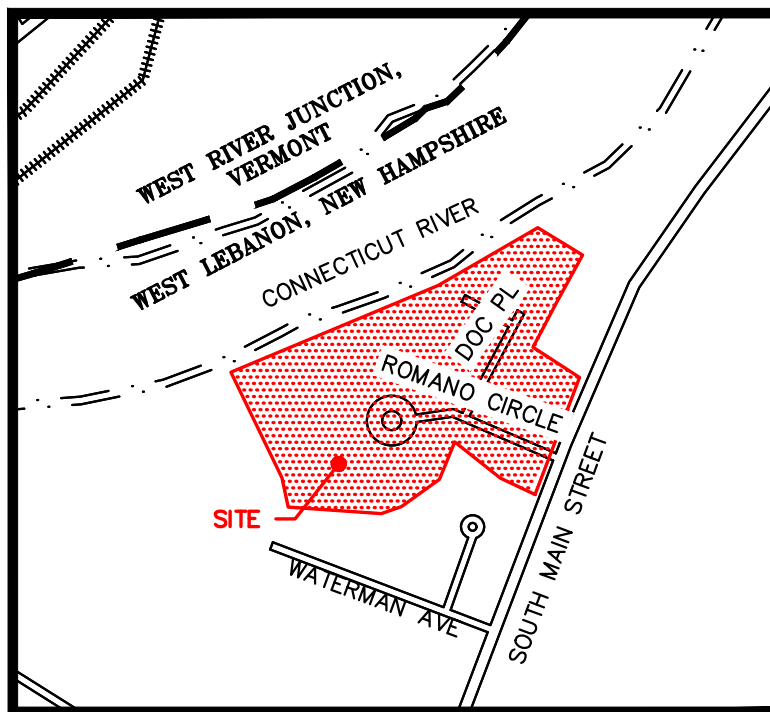 WEST RIVER JUNCTION,
VERMONT
WEST LEBANON, NEW HAMPSHIRE
CONNECTICUT RIVER
DOC PL
ROMANO CIRCLE
SITE
WATERMAN AVE
SOUTH MAIN STREET